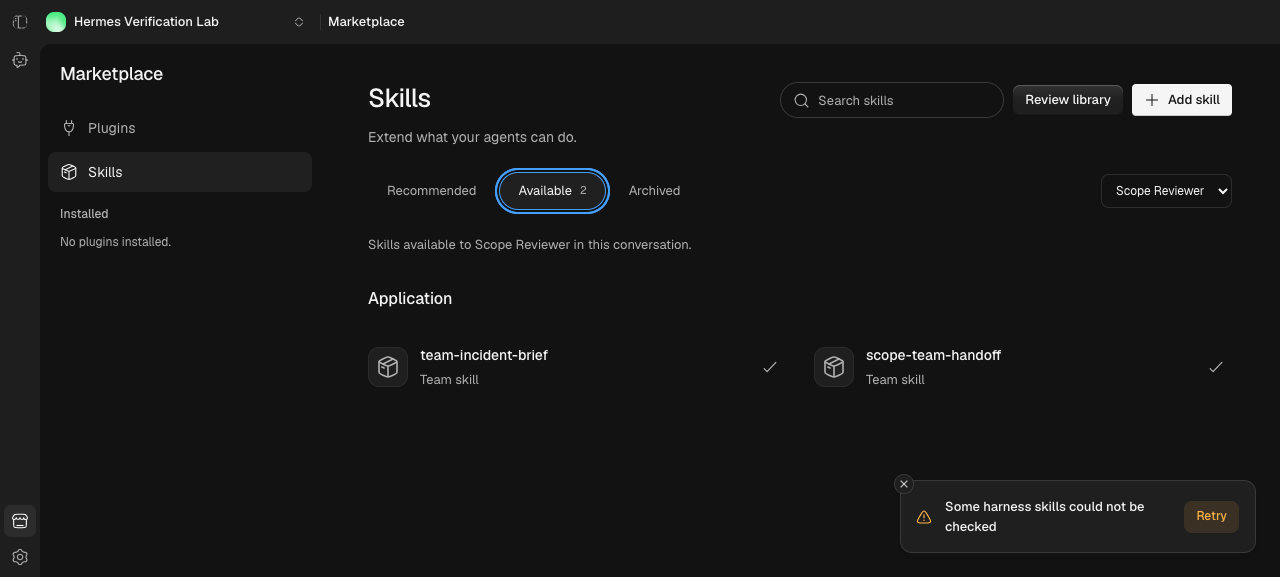 Hermes Verification Lab
Marketplace
Marketplace
Plugins
Skills
Installed
No plugins installed.
Skills
Search skills
Review library
Add skill
Extend what your agents can do.
Recommended
Available 2
Archived
Scope Reviewer
Skills available to Scope Reviewer in this conversation.
Application
team-incident-brief
Team skill
scope-team-handoff
Team skill
Some harness skills could not be
checked
Retry